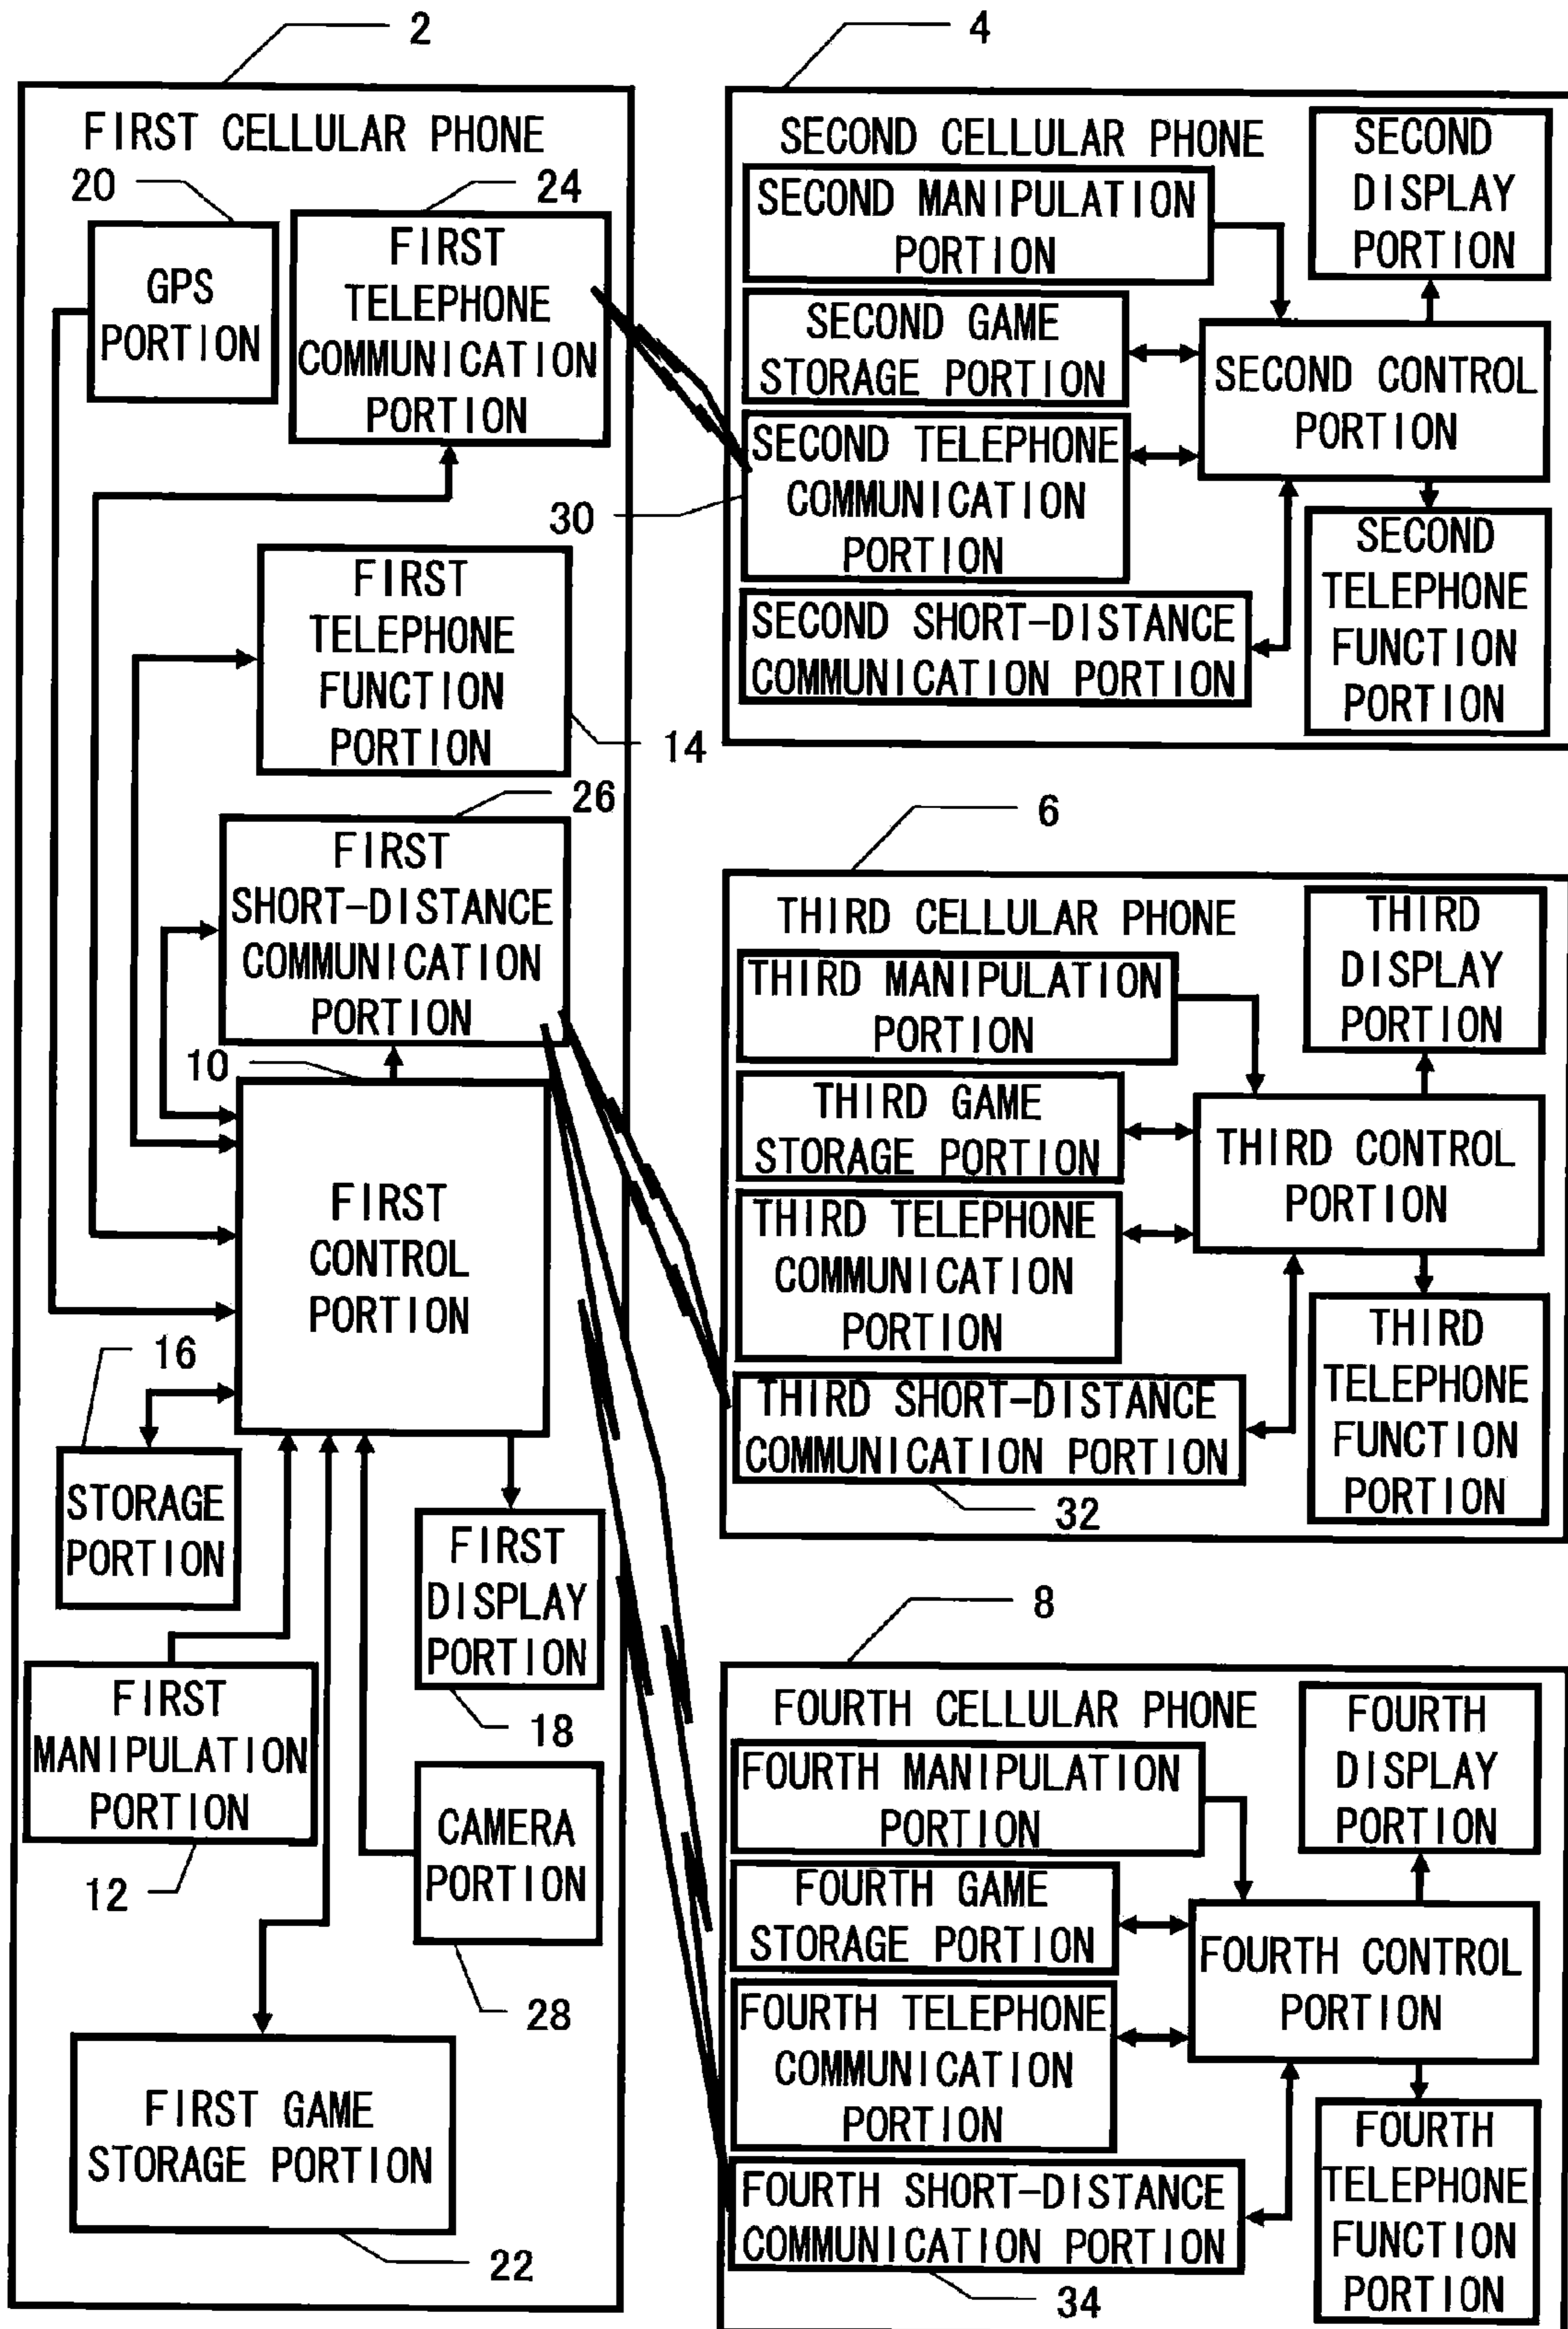 2
FIRST CELLULAR PHONE
20
24
GPS
PORTION
FIRST
TELEPHONE
COMMUNICATION
PORTION
FIRST
TELEPHONE
FUNCTION
PORTION
14
26
FIRST
SHORT-DISTANCE
COMMUNICATION
PORTION
10
FIRST
CONTROL
PORTION
16
STORAGE
PORTION
FIRST
DISPLAY
PORTION
18
FIRST
MANIPULATION
PORTION
12
CAMERA
PORTION
28
FIRST GAME
STORAGE PORTION
22
4
SECOND CELLULAR PHONE
SECOND MANIPULATION
PORTION
SECOND
DISPLAY
PORTION
SECOND GAME
STORAGE PORTION
SECOND CONTROL
PORTION
SECOND TELEPHONE
COMMUNICATION
PORTION
30
SECOND SHORT-DISTANCE
COMMUNICATION PORTION
SECOND
TELEPHONE
FUNCTION
PORTION
6
THIRD CELLULAR PHONE
THIRD MANIPULATION
PORTION
THIRD
DISPLAY
PORTION
THIRD GAME
STORAGE PORTION
THIRD CONTROL
PORTION
THIRD TELEPHONE
COMMUNICATION
PORTION
THIRD SHORT-DISTANCE
COMMUNICATION PORTION
32
THIRD
TELEPHONE
FUNCTION
PORTION
8
FOURTH CELLULAR PHONE
FOURTH MANIPULATION
PORTION
FOURTH
DISPLAY
PORTION
FOURTH GAME
STORAGE PORTION
FOURTH CONTROL
PORTION
FOURTH TELEPHONE
COMMUNICATION
PORTION
FOURTH SHORT-DISTANCE
COMMUNICATION PORTION
34
FOURTH
TELEPHONE
FUNCTION
PORTION